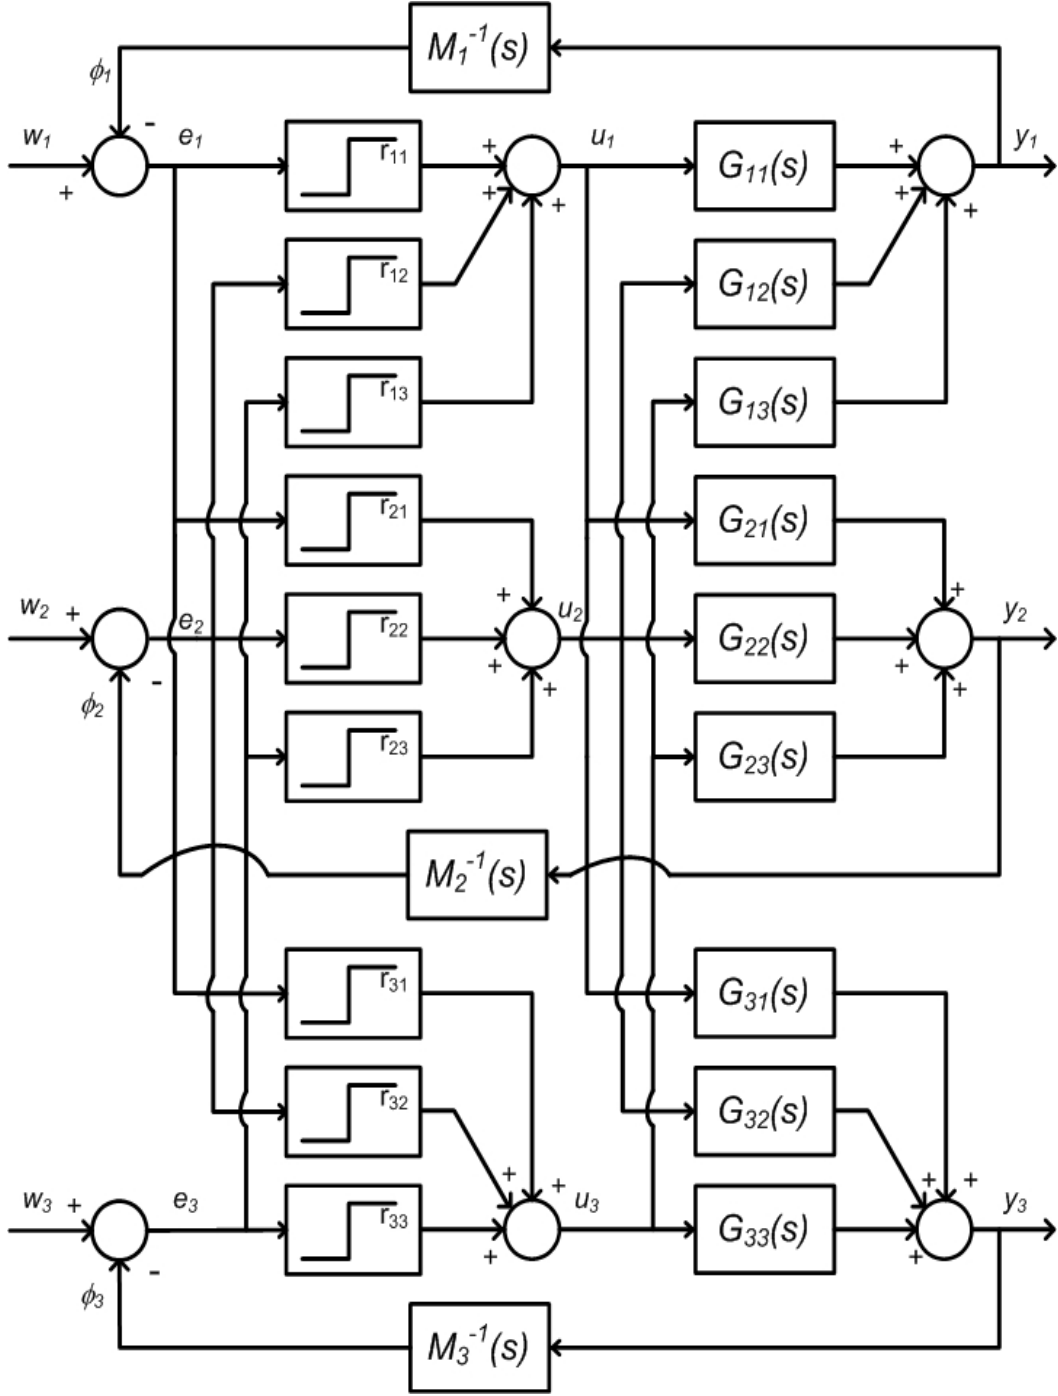 M₁⁻¹(s)
ϕ₁
-
w₁ + e₁ r₁₁ + + + u₁ G₁₁(s) + + + y₁
r₁₂ G₁₂(s)
r₁₃ G₁₃(s)
r₂₁ G₂₁(s)
w₂ + - e₂ r₂₂ + + + u₂ G₂₂(s) + + + y₂
ϕ₂
r₂₃ G₂₃(s)
M₂⁻¹(s)
r₃₁ G₃₁(s)
r₃₂ G₃₂(s)
w₃ + - e₃ r₃₃ + + + u₃ G₃₃(s) + + + y₃
ϕ₃
M₃⁻¹(s)